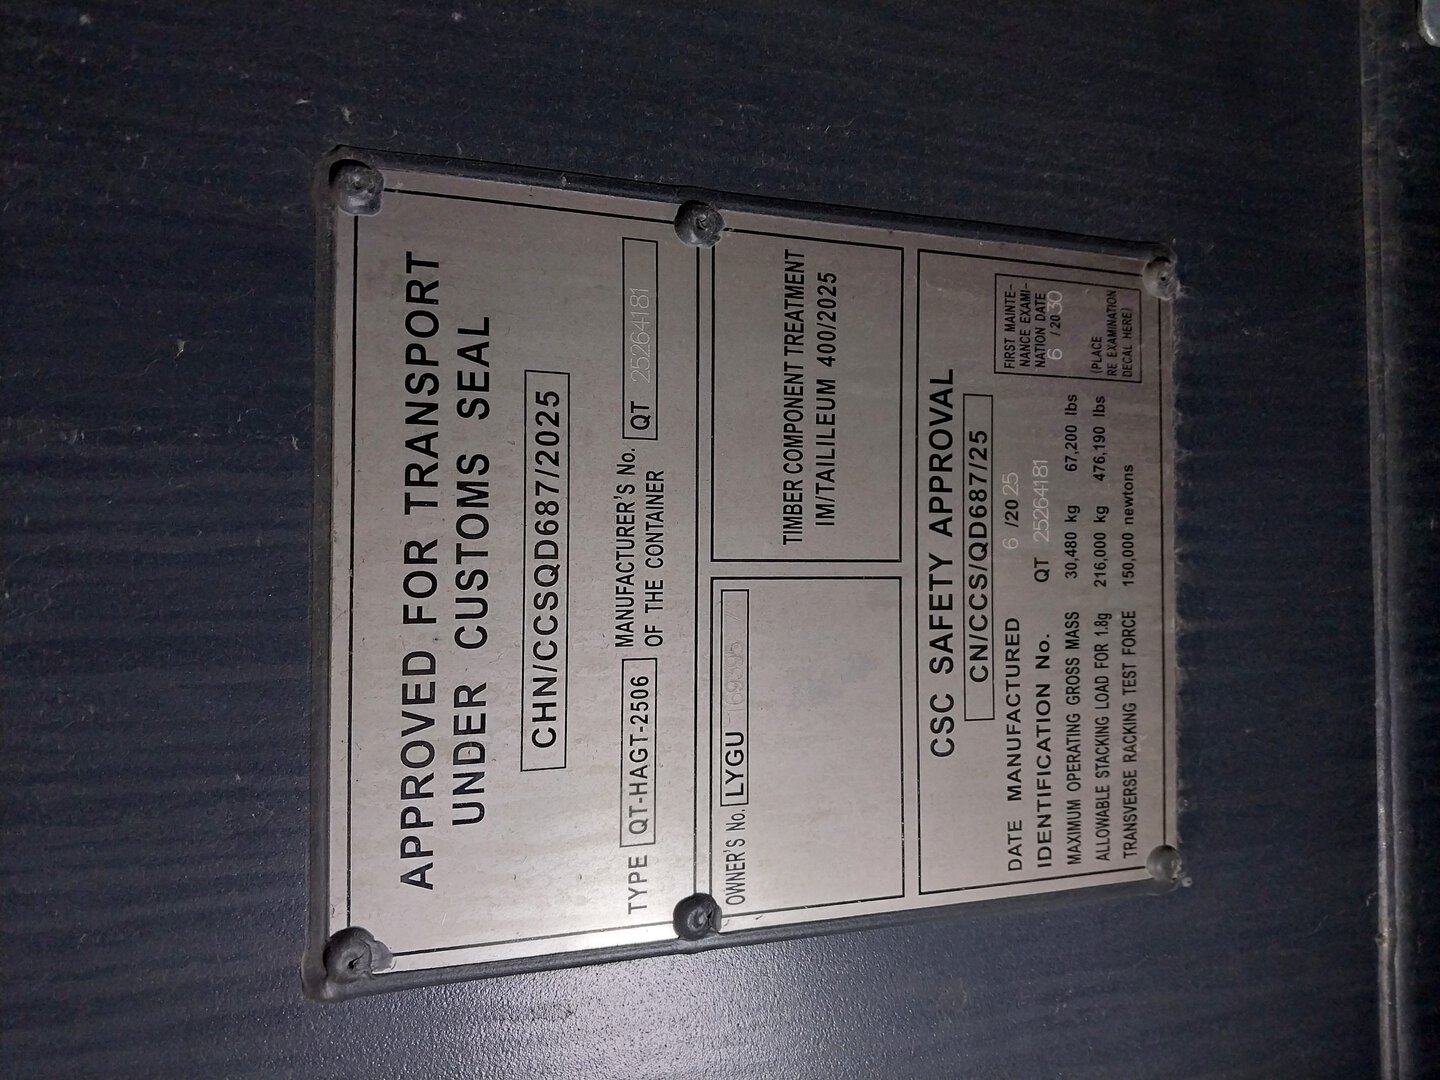 APPROVED FOR TRANSPORT
UNDER CUSTOMS SEAL
CHN/CCSQD687/2025
TYPE QT-HAGT-2506 MANUFACTURER'S No. OF THE CONTAINER QT 25264181
OWNER'S No. LYGU
TIMBER COMPONENT TREATMENT
IM/TAILILEUM 400/2025
CSC SAFETY APPROVAL
CN/CCS/QD687/25
DATE MANUFACTURED 6 /20 25
IDENTIFICATION No. QT 25264181
MAXIMUM OPERATING GROSS MASS 30,480 kg 67,200 lbs
ALLOWABLE STACKING LOAD FOR 1.8g 216,000 kg 476,190 lbs
TRANSVERSE RACKING TEST FORCE 150,000 newtons
FIRST MAINTE-
NANCE EXAMI-
NATION DATE
6 /20 30
(PLACE
RE EXAMINATION
DECAL HERE)